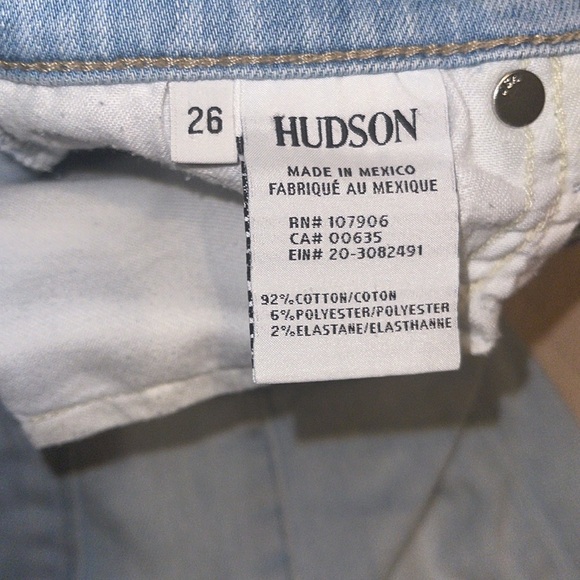 26
HUDSON
MADE IN MEXICO
FABRIQUÉ AU MEXIQUE
RN# 107906
CA# 00635
EIN# 20-3082491
92%COTTON/COTON
6%POLYESTER/POLYESTER
2%ELASTANE/ELASTHANNE